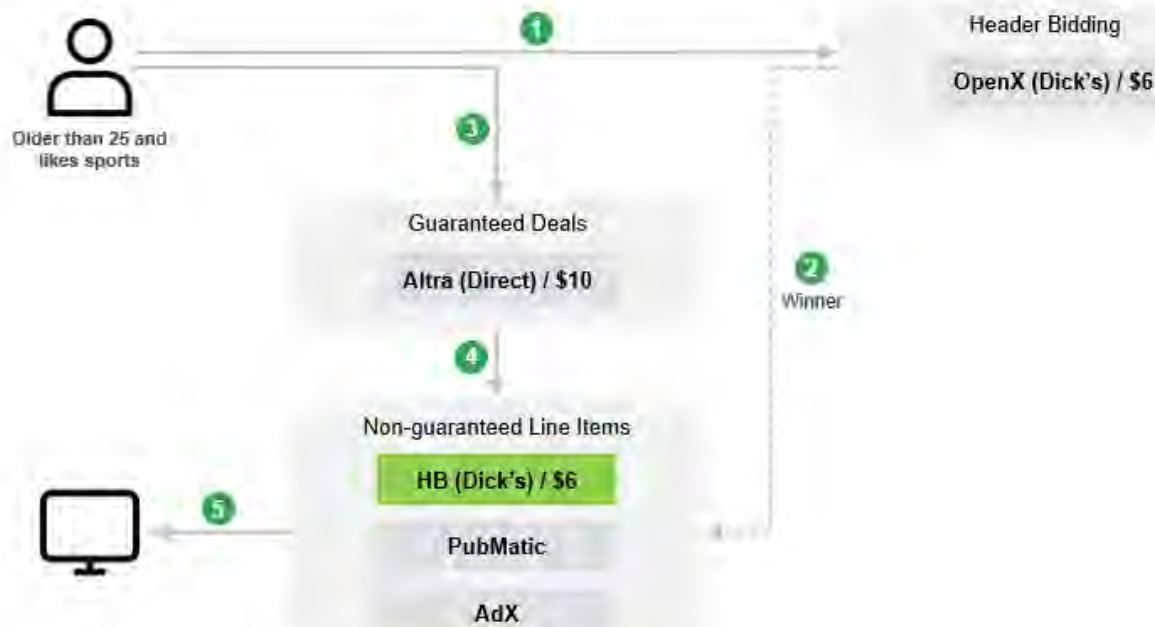 1
Header Bidding
OpenX (Dick's) / $6
Older than 25 and
likes sports
3
Guaranteed Deals
Altra (Direct) / $10
2
Winner
4
Non-guaranteed Line Items
HB (Dick's) / $6
5
PubMatic
AdX